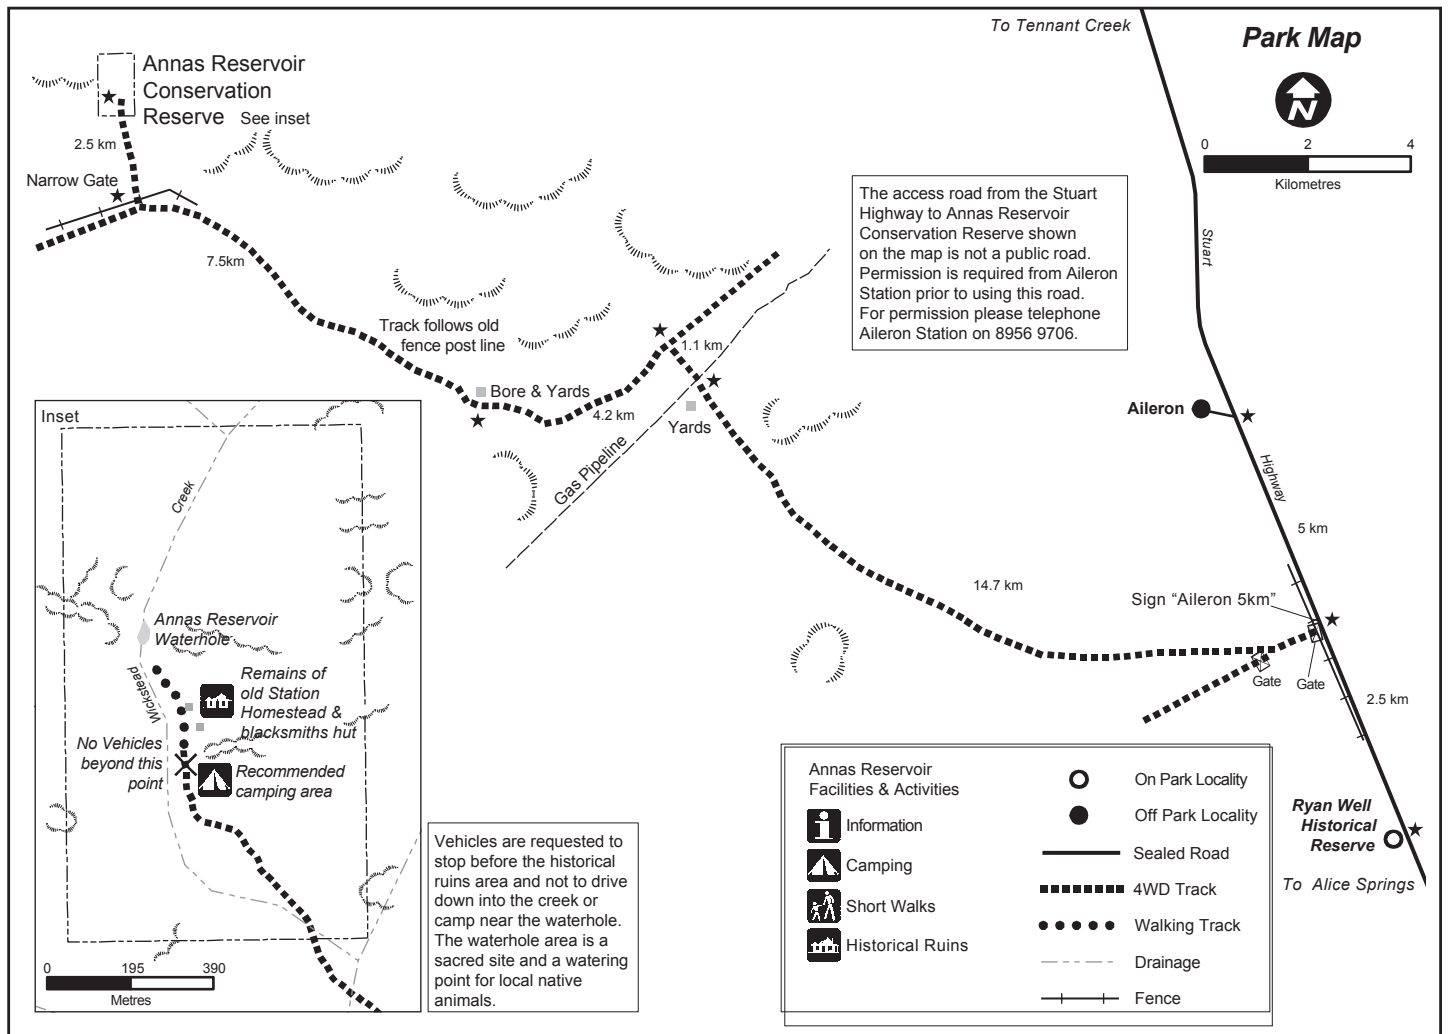 To Tennant Creek
Park Map
N
0 2 4
Kilometres
Annas Reservoir
Conservation
Reserve See inset
2.5 km
Narrow Gate
7.5km
The access road from the Stuart
Highway to Annas Reservoir
Conservation Reserve shown
on the map is not a public road.
Permission is required from Aileron
Station prior to using this road.
For permission please telephone
Aileron Station on 8956 9706.
Stuart
Track follows old
fence post line
1.1 km
Bore & Yards
4.2 km
Yards
Gas Pipeline
Aileron
Highway
5 km
14.7 km
Sign “Aileron 5km”
Gate
Gate
2.5 km
Ryan Well
Historical
Reserve
To Alice Springs
Inset
Creek
Annas Reservoir
Waterhole
Wickstead
Remains of
old Station
Homestead &
blacksmiths hut
No Vehicles
beyond this
point
Recommended
camping area
0 195 390
Metres
Vehicles are requested to
stop before the historical
ruins area and not to drive
down into the creek or
camp near the waterhole.
The waterhole area is a
sacred site and a watering
point for local native
animals.
Annas Reservoir
Facilities & Activities
Information
Camping
Short Walks
Historical Ruins
On Park Locality
Off Park Locality
Sealed Road
4WD Track
Walking Track
Drainage
Fence